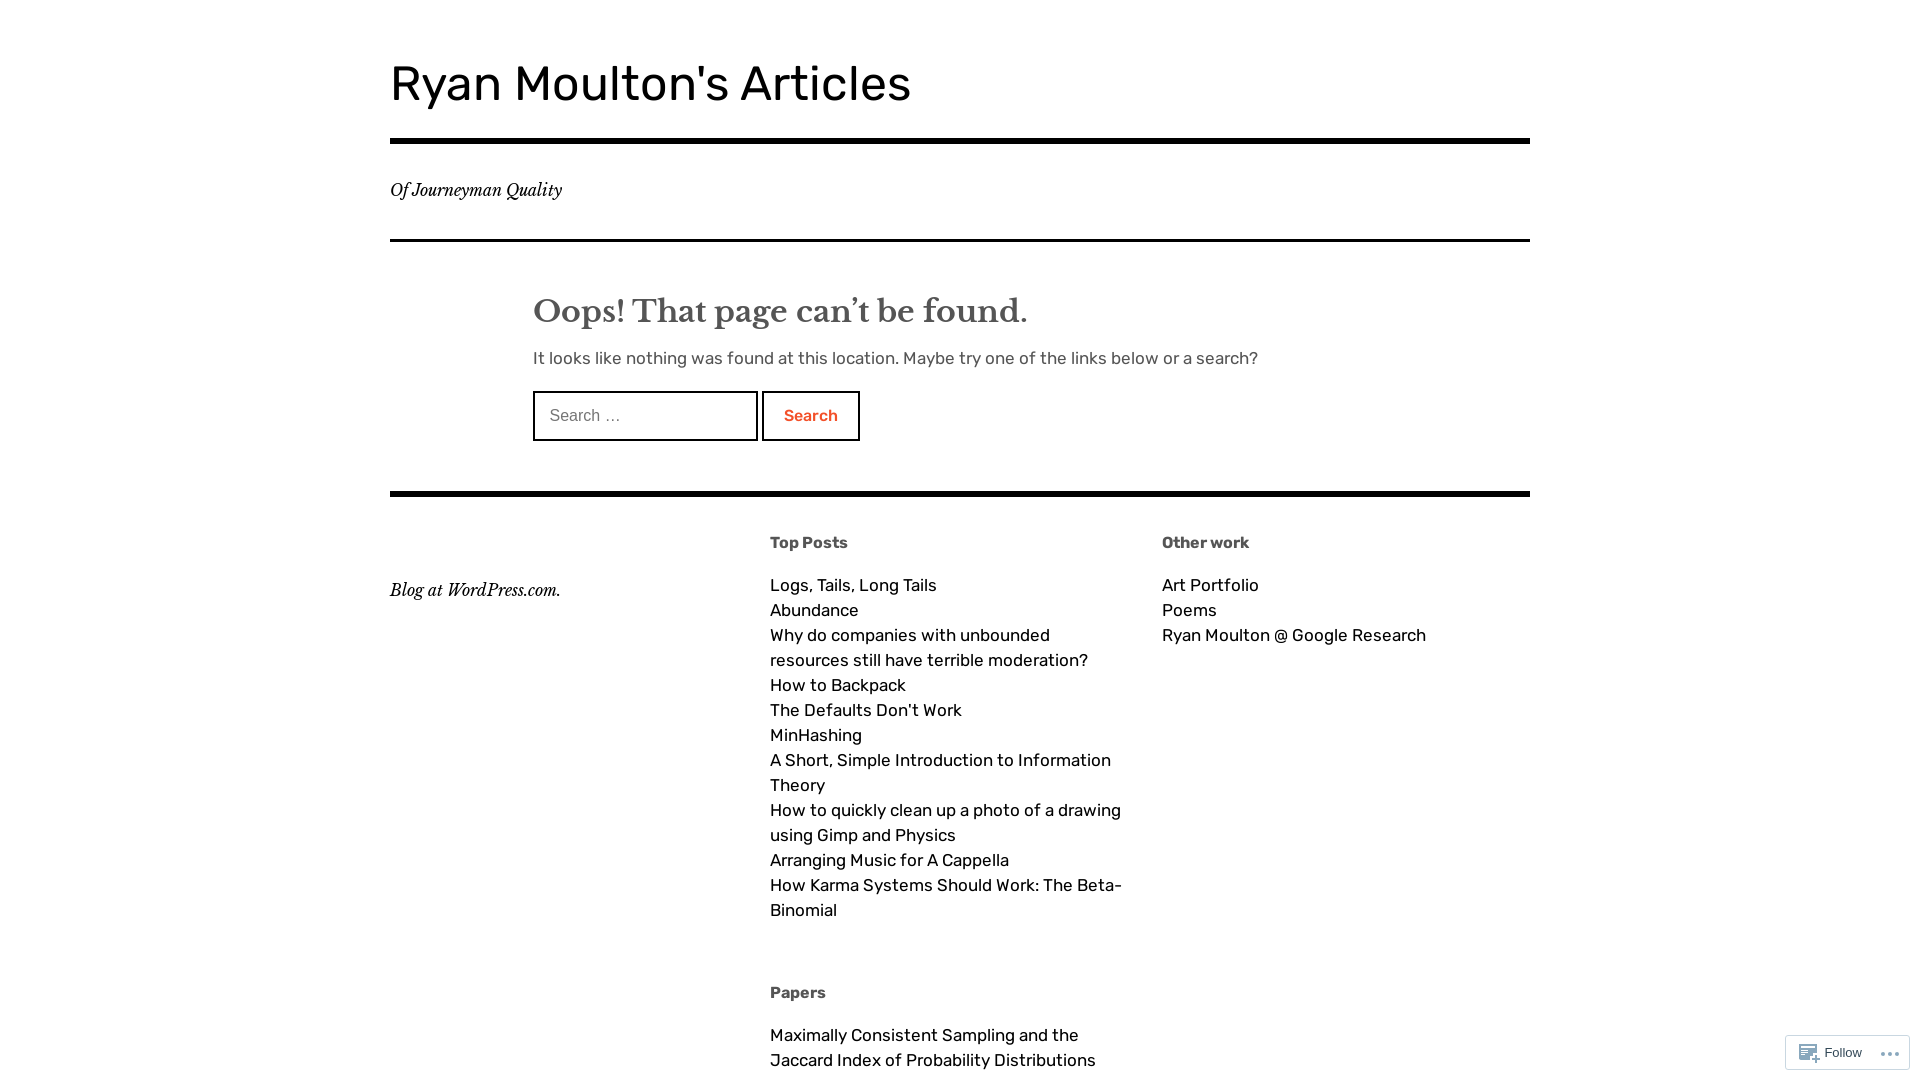 Ryan Moulton's Articles
Of Journeyman Quality
Oops! That page can’t be found.
It looks like nothing was found at this location. Maybe try one of the links below or a search?
Search …
Search
Blog at WordPress.com.
Top Posts
Logs, Tails, Long Tails
Abundance
Why do companies with unbounded
resources still have terrible moderation?
How to Backpack
The Defaults Don't Work
MinHashing
A Short, Simple Introduction to Information
Theory
How to quickly clean up a photo of a drawing
using Gimp and Physics
Arranging Music for A Cappella
How Karma Systems Should Work: The Beta-
Binomial
Papers
Maximally Consistent Sampling and the
Jaccard Index of Probability Distributions
Other work
Art Portfolio
Poems
Ryan Moulton @ Google Research
Follow